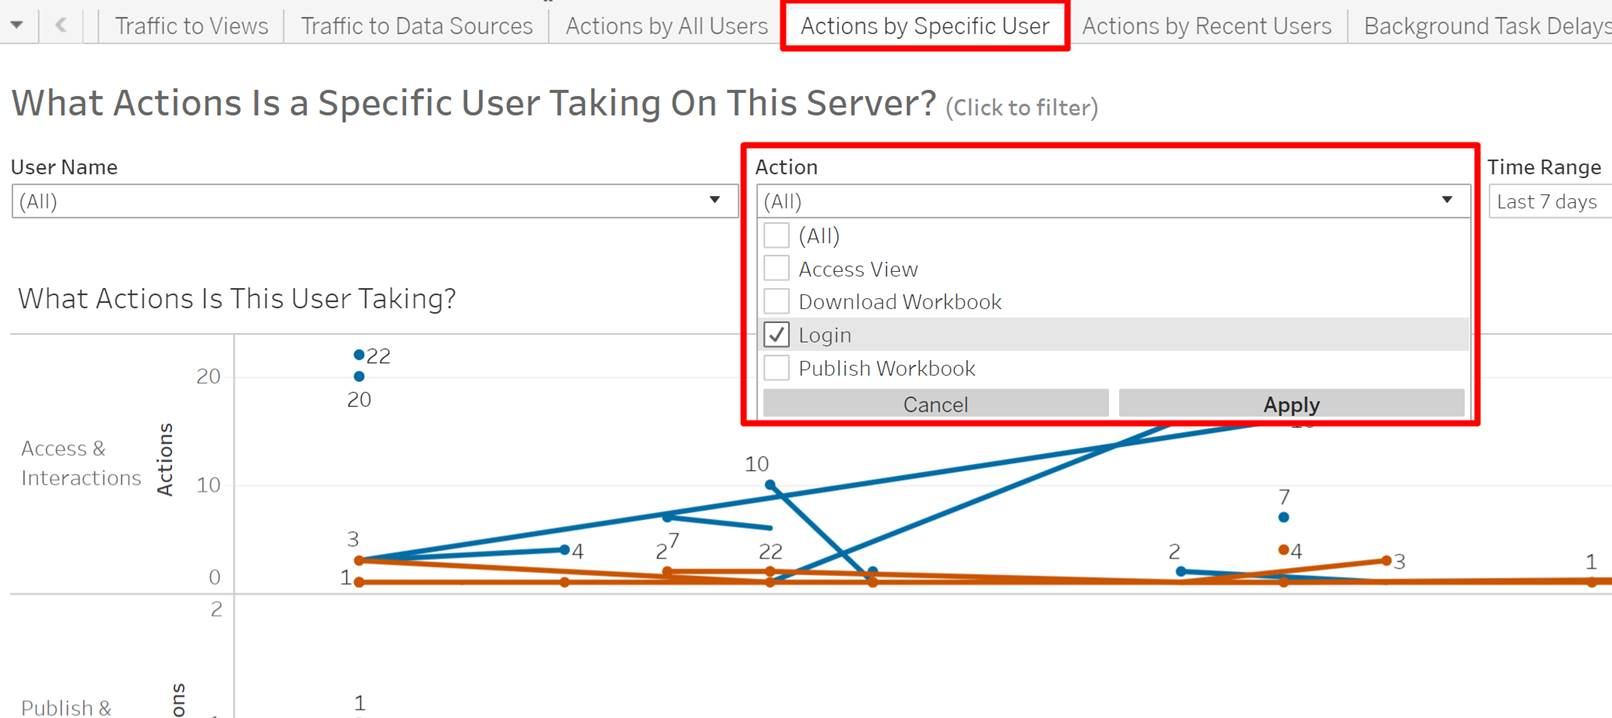 Traffic to Views Traffic to Data Sources Actions by All Users Actions by Specific User Actions by Recent Users Background Task Delays
What Actions Is a Specific User Taking On This Server? (Click to filter)
User Name Action Time Range
(All) (All) Last 7 days
(All)
Access View
Download Workbook
Login
Publish Workbook
Cancel Apply
What Actions Is This User Taking?
22
20
20
Access &
Interactions
Actions
10
10
7
3
2
7
22
4
2
4
3
1
1
0
2
Publish &
1